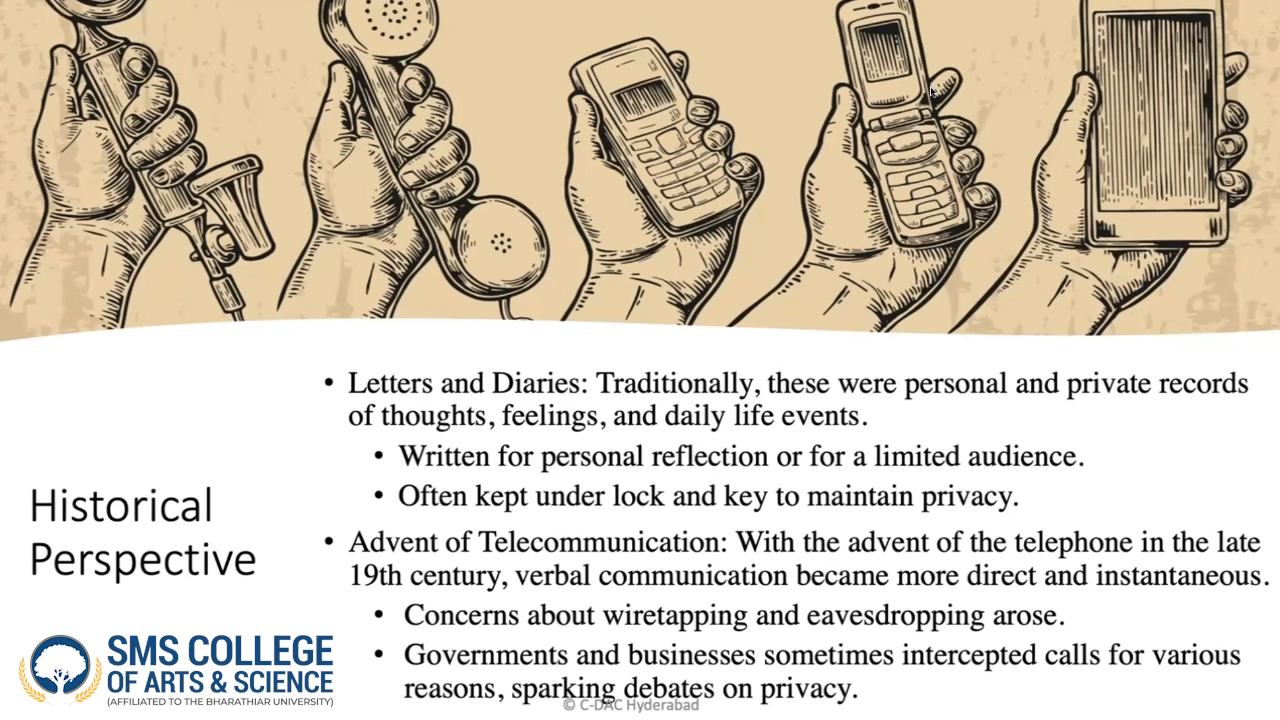 Historical
Perspective
• Letters and Diaries: Traditionally, these were personal and private records
of thoughts, feelings, and daily life events.
• Written for personal reflection or for a limited audience.
• Often kept under lock and key to maintain privacy.
• Advent of Telecommunication: With the advent of the telephone in the late
19th century, verbal communication became more direct and instantaneous.
• Concerns about wiretapping and eavesdropping arose.
• Governments and businesses sometimes intercepted calls for various
reasons, sparking debates on privacy.
SMS COLLEGE
OF ARTS & SCIENCE
(AFFILIATED TO THE BHARATHIAR UNIVERSITY)
© C-DAC Hyderabad